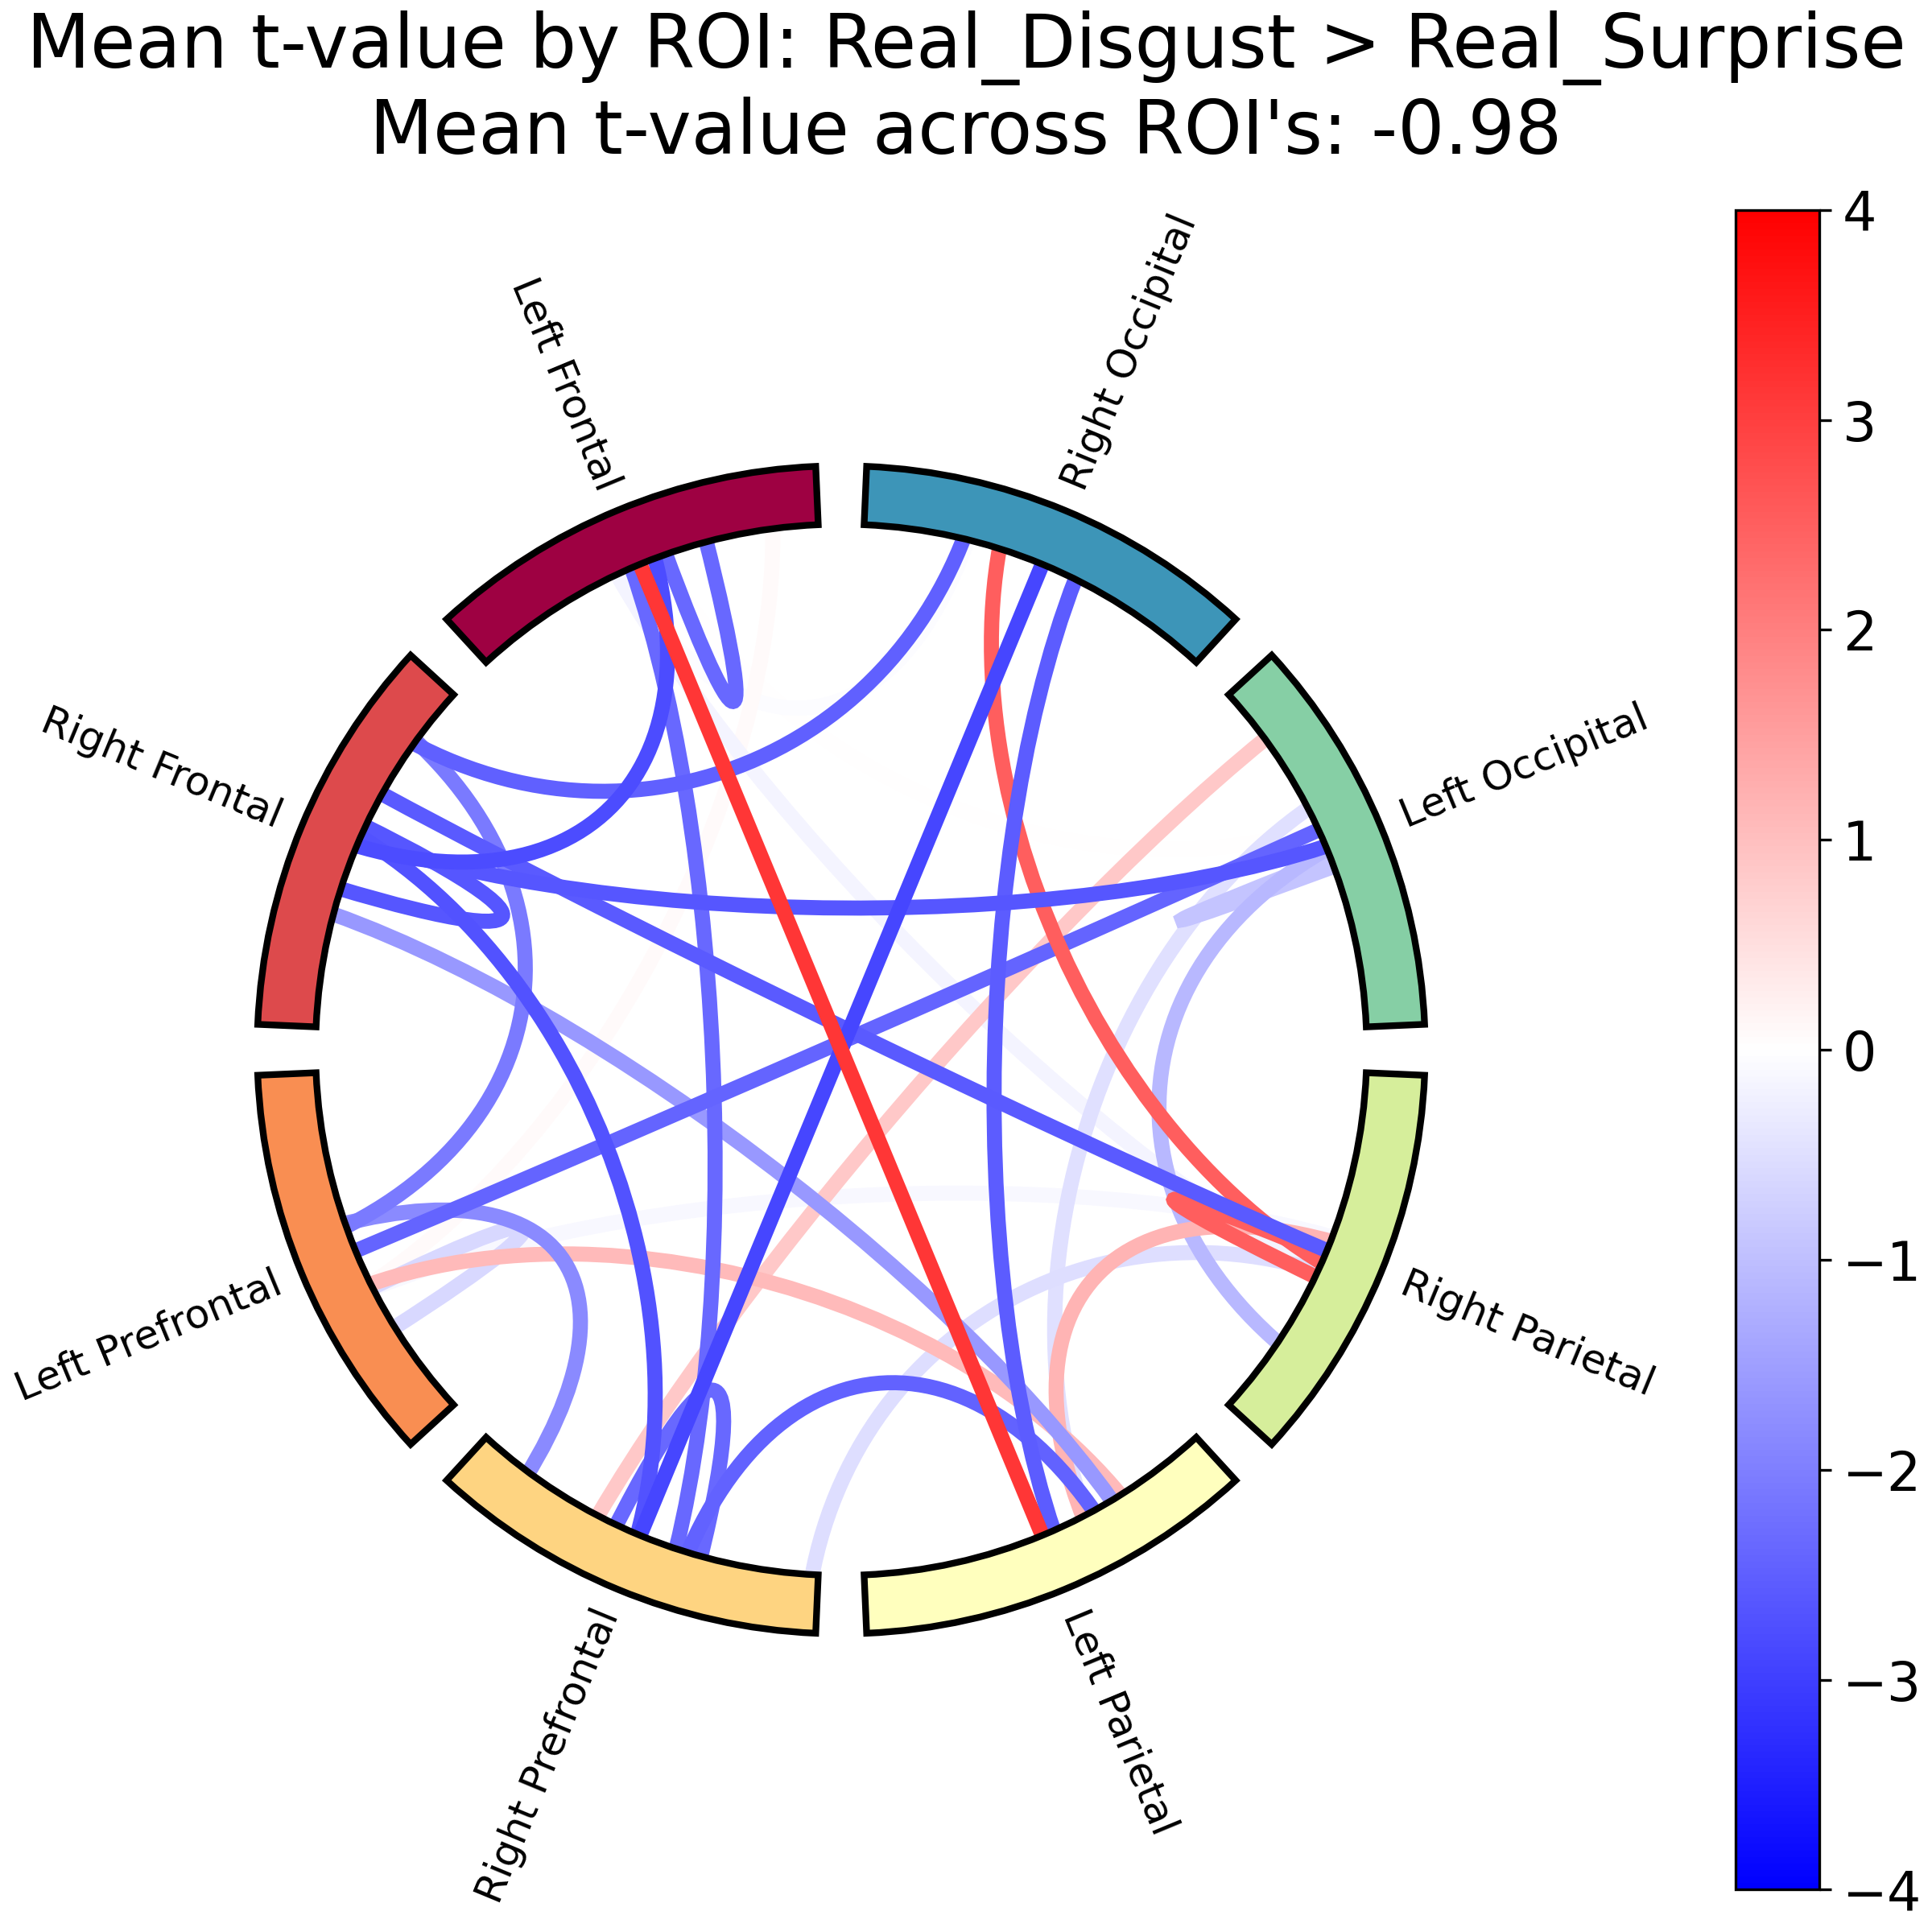 Mean t-value by ROI: Real_Disgust > Real_Surprise
Mean t-value across ROI's: -0.98
Left Frontal
Right Occipital
Right Frontal
Left Occipital
Left Prefrontal
Right Parietal
Right Prefrontal
Left Parietal
4
3
2
1
0
−1
−2
−3
−4